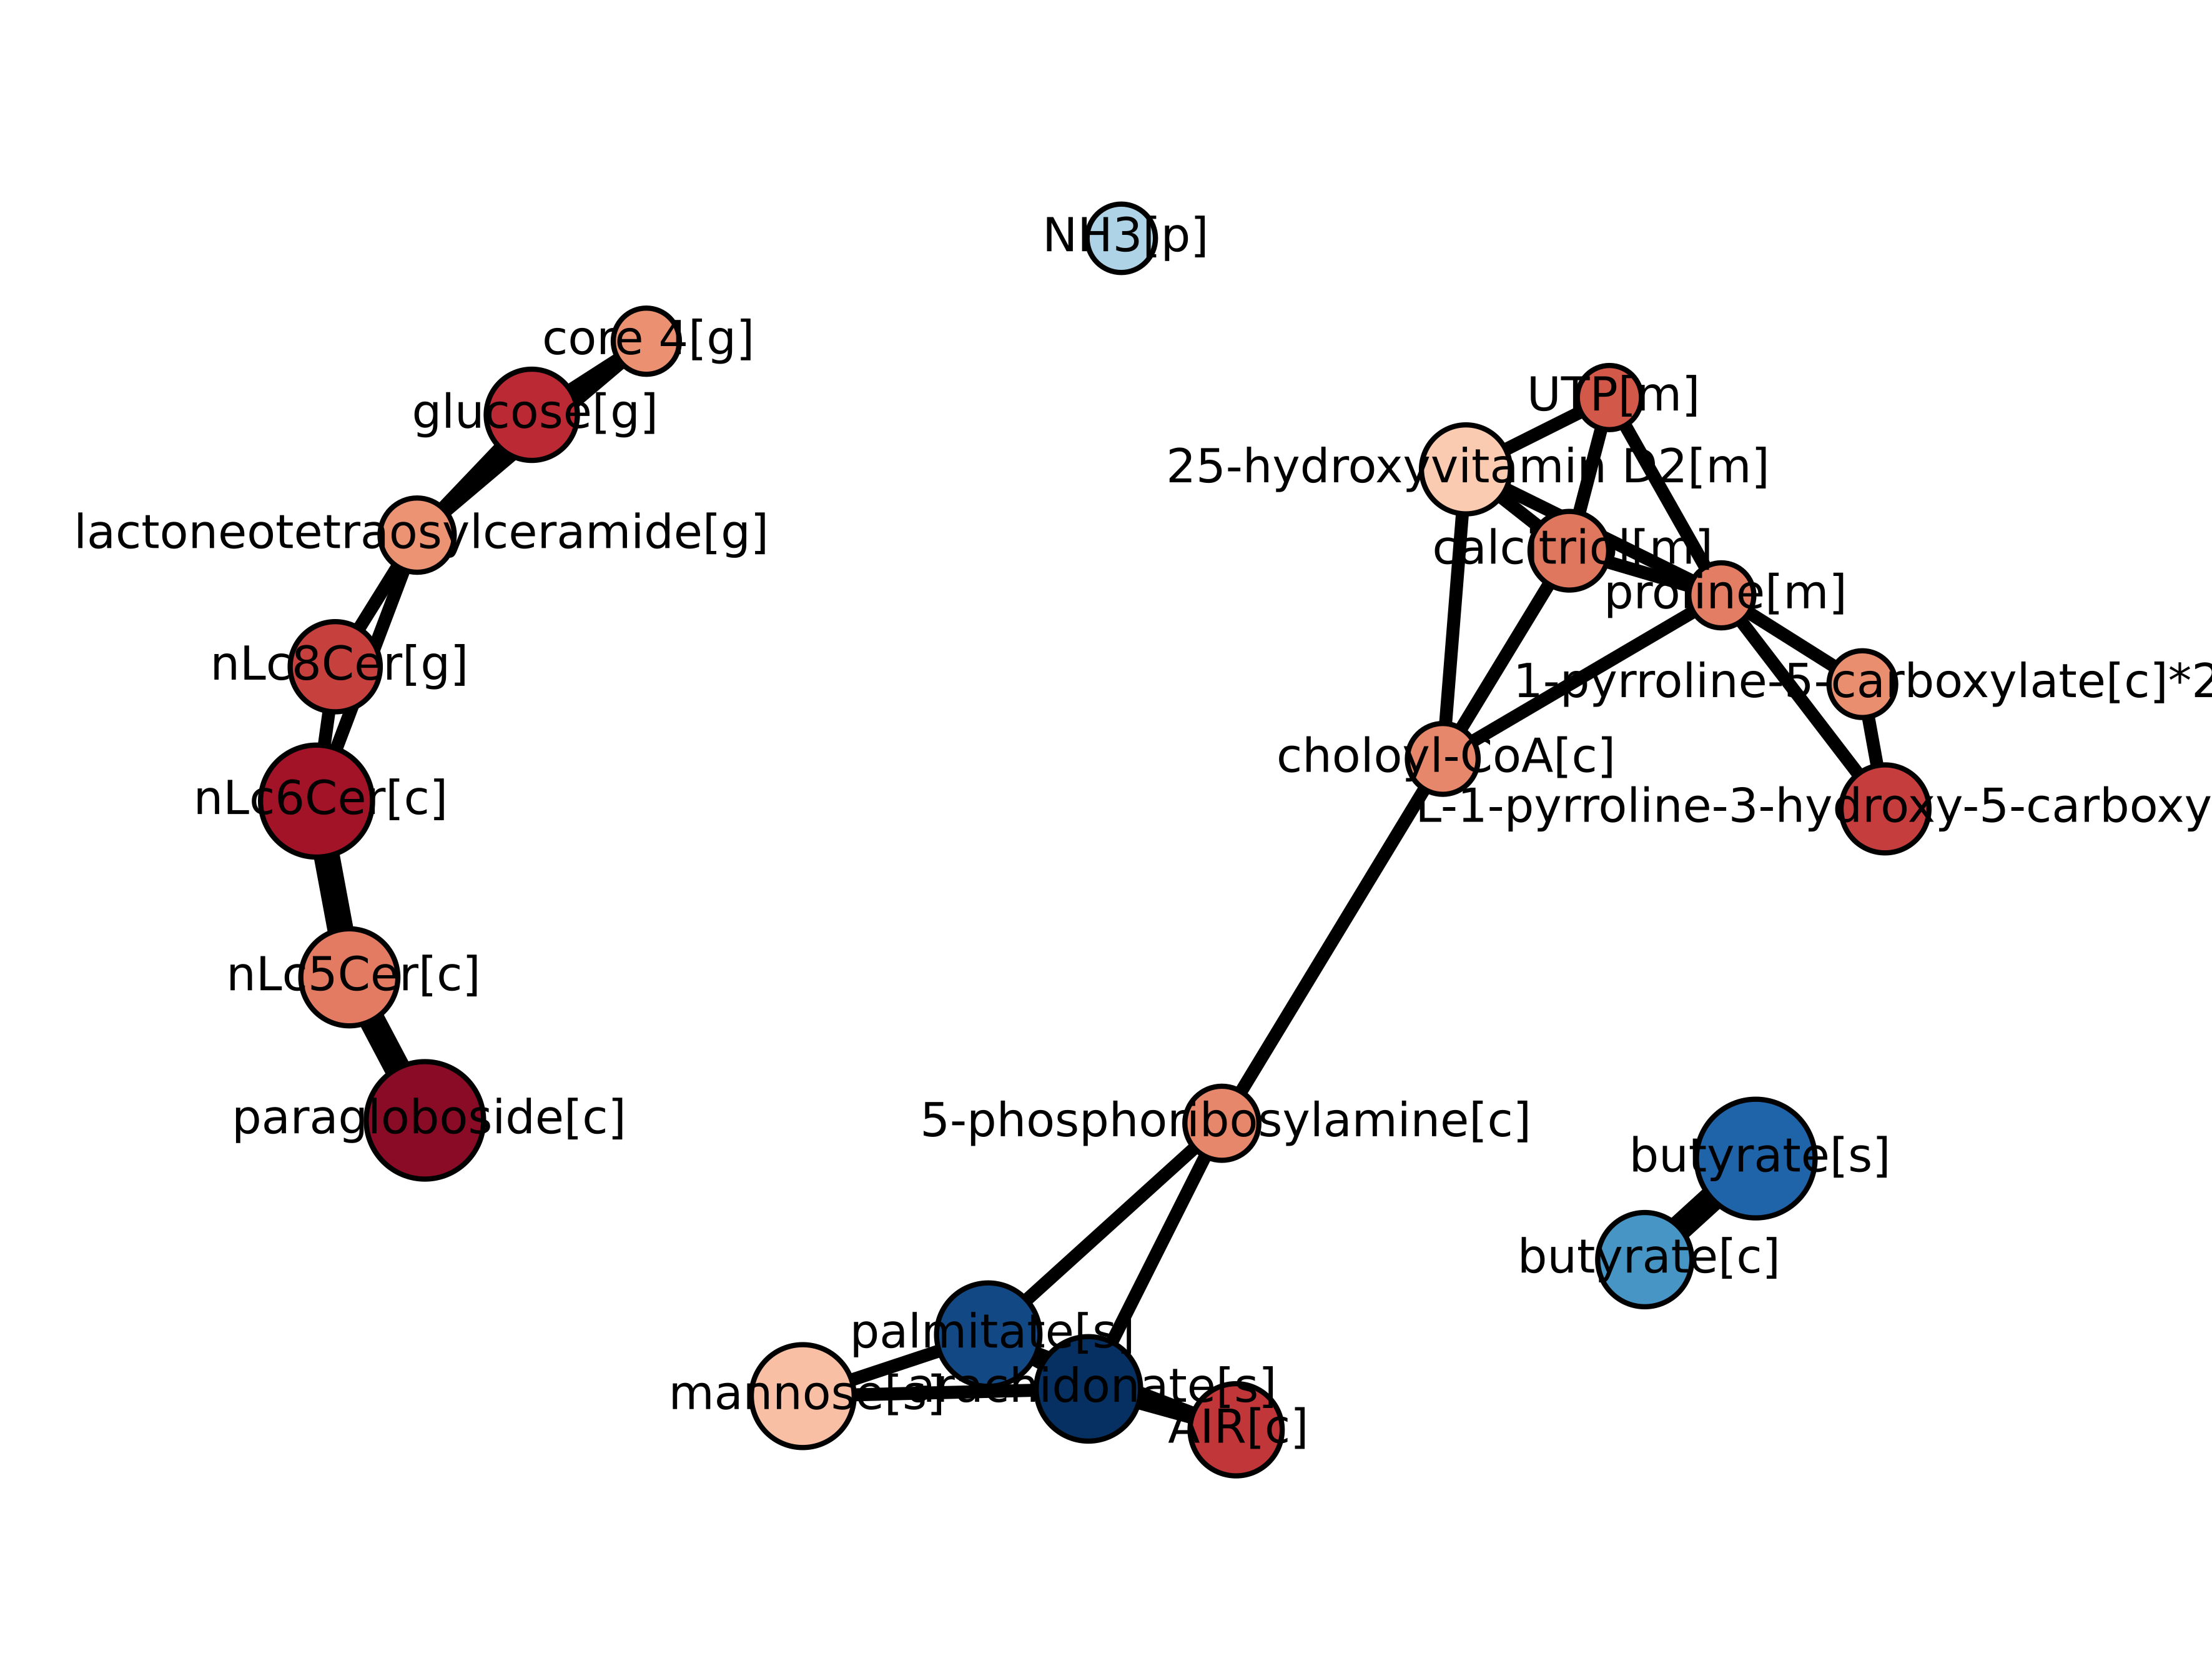 NH3[p]
core 4[g]
UTP[m]
glucose[g]
25-hydroxyvitamin D2[m]
lactoneotetraosylceramide[g]
calcitriol[m]
proline[m]
nLc8Cer[g]
1-pyrroline-5-carboxylate[c]*2
choloyl-CoA[c]
nLc6Cer[c]
L-1-pyrroline-3-hydroxy-5-carboxy
nLc5Cer[c]
paragloboside[c]
5-phosphoribosylamine[c]
butyrate[s]
butyrate[c]
palmitate[s]
arachidonate[s]
mannose[s]
AIR[c]